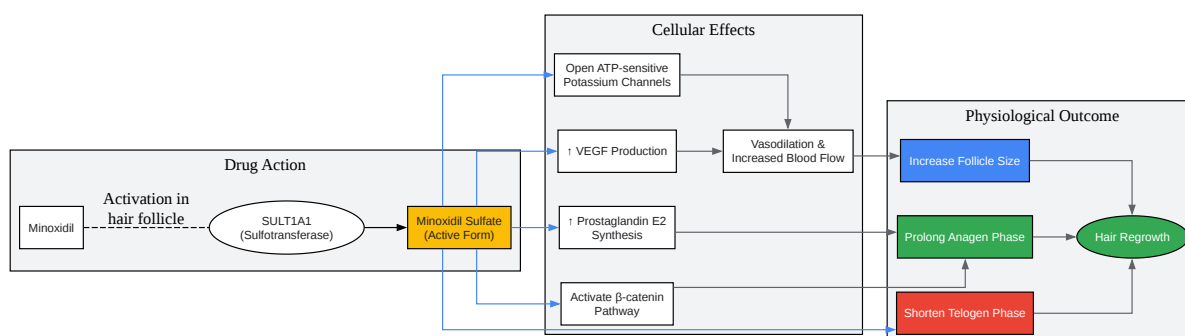 Cellular Effects
Open ATP-sensitive
Potassium Channels
Physiological Outcome
↑ VEGF Production
Vasodilation &
Increased Blood Flow
Increase Follicle Size
Drug Action
Activation in
hair follicle
Minoxidil
SULT1A1
(Sulfotransferase)
Minoxidil Sulfate
(Active Form)
↑ Prostaglandin E2
Synthesis
Prolong Anagen Phase
Hair Regrowth
Activate β-catenin
Pathway
Shorten Telogen Phase